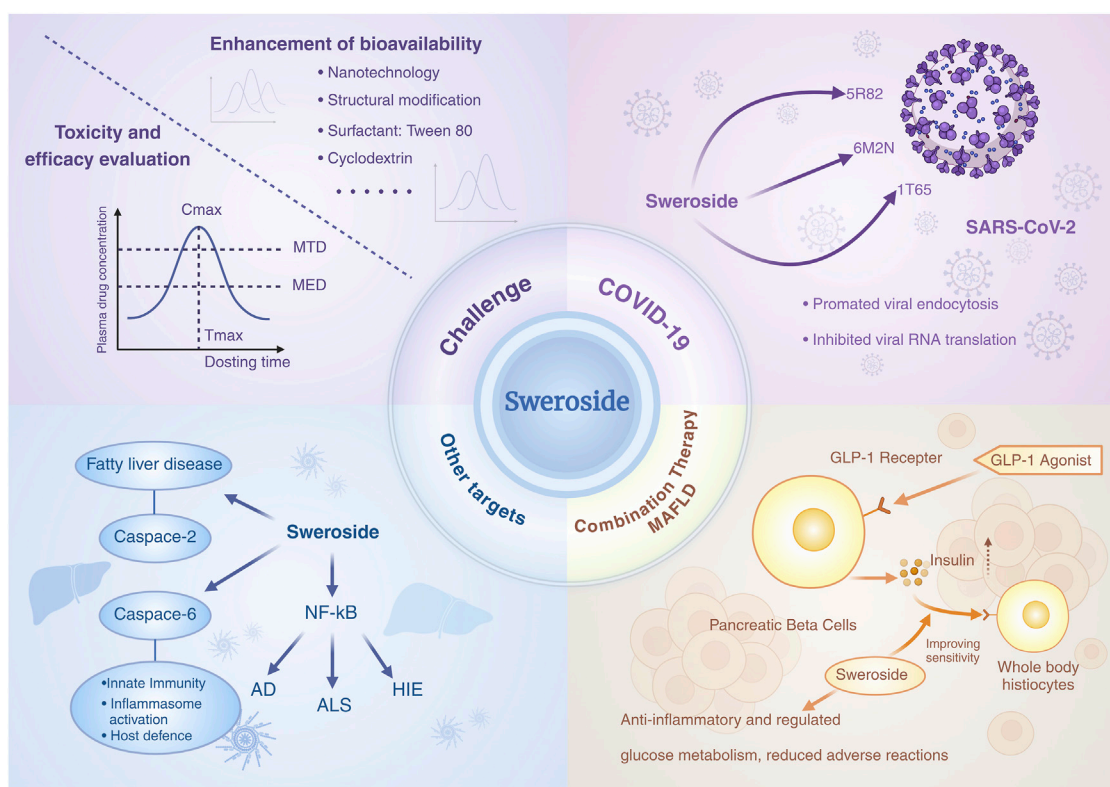 Enhancement of bioavailability
• Nanotechnology
• Structural modification
• Surfactant: Tween 80
• Cyclodextrin
• • • • • •
Toxicity and
efficacy evaluation
Plasma drug concentration
Cmax
MTD
MED
Tmax
Dosting time
5R82
6M2N
1T65
Sweroside
SARS-CoV-2
• Promated viral endocytosis
• Inhibited viral RNA translation
Challenge
COVID-19
Sweroside
Other targets
Combination Therapy
MAFLD
Fatty liver disease
Caspace-2
Sweroside
Caspace-6
NF-kB
•Innate Immunity
• Inflammasome
activation
• Host defence
AD
ALS
HIE
GLP-1 Recepter
GLP-1 Agonist
Insulin
Pancreatic Beta Cells
Improving
sensitivity
Sweroside
Whole body
histiocytes
Anti-inflammatory and regulated
glucose metabolism, reduced adverse reactions